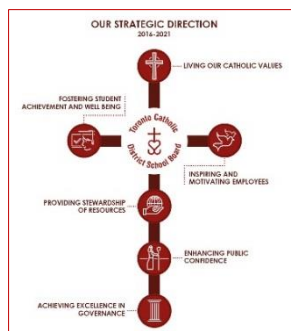 OUR STRATEGIC DIRECTION
2016-2021
LIVING OUR CATHOLIC VALUES
FOSTERING STUDENT
ACHIEVEMENT AND WELL BEING
Toronto Catholic
District School Board
INSPIRING AND
MOTIVATING EMPLOYEES
PROVIDING STEWARDSHIP
OF RESOURCES
ENHANCING PUBLIC
CONFIDENCE
ACHIEVING EXCELLENCE IN
GOVERNANCE